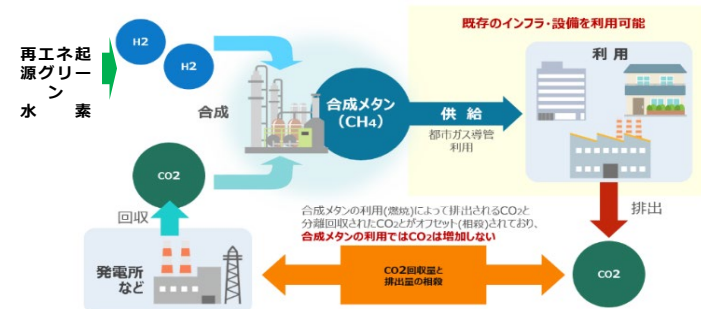 既存のインフラ・設備を利用可能
再エネ起
源グリー
ン
水 素
H2
H2
合成
合成メタン
(CH4)
供 給
都市ガス導管
利用
利 用
CO2
回収
発電所
など
合成メタンの利用(燃焼)によって排出されるCO2と
分離回収されたCO2とがオフセット(相殺)されており、
合成メタンの利用ではCO2は増加しない
排出
CO2回収量と
排出量の相殺
CO2